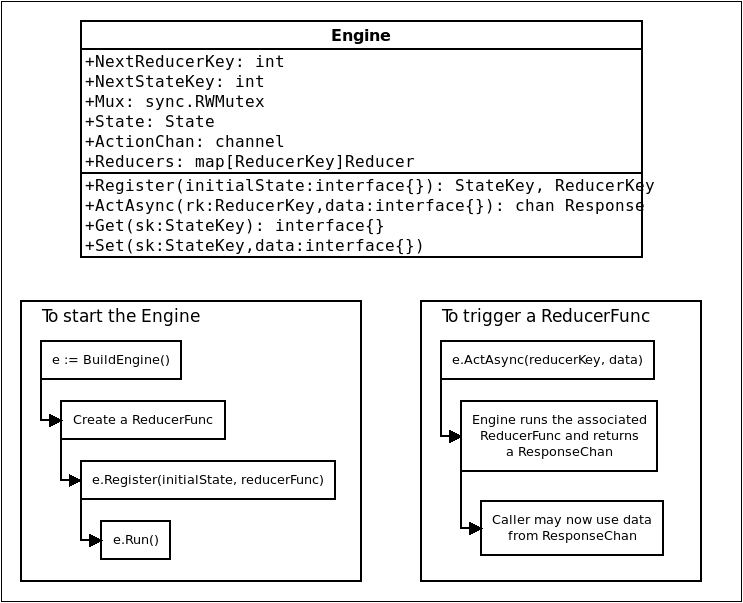 Engine
+NextReducerKey: int
+NextStateKey: int
+Mux: sync.RWMutex
+State: State
+ActionChan: channel
+Reducers: map[ReducerKey]Reducer
+Register(initialState:interface{}): StateKey, ReducerKey
+ActAsync(rk:ReducerKey,data:interface{}): chan Response
+Get(sk:StateKey): interface{}
+Set(sk:StateKey,data:interface{})
To start the Engine
e := BuildEngine()
Create a ReducerFunc
e.Register(initialState, reducerFunc)
e.Run()
To trigger a ReducerFunc
e.ActAsync(reducerKey, data)
Engine runs the associated
ReducerFunc and returns
a ResponseChan
Caller may now use data
from ResponseChan